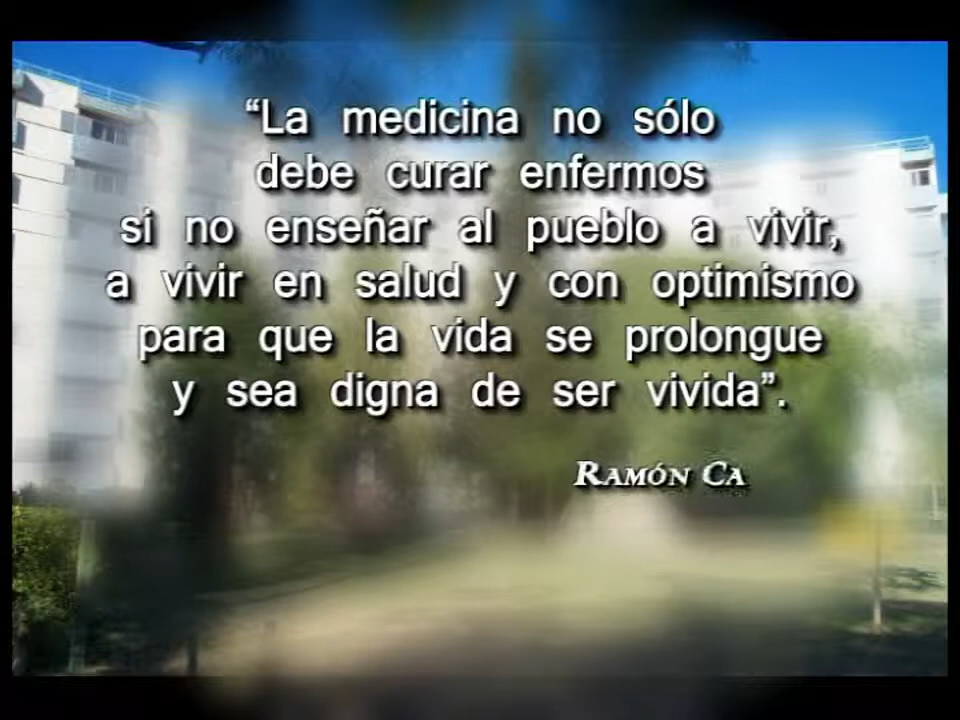 “La medicina no sólo
debe curar enfermos
si no enseñar al pueblo a vivir,
a vivir en salud y con optimismo
para que la vida se prolongue
y sea digna de ser vivida”.
Ramón Ca